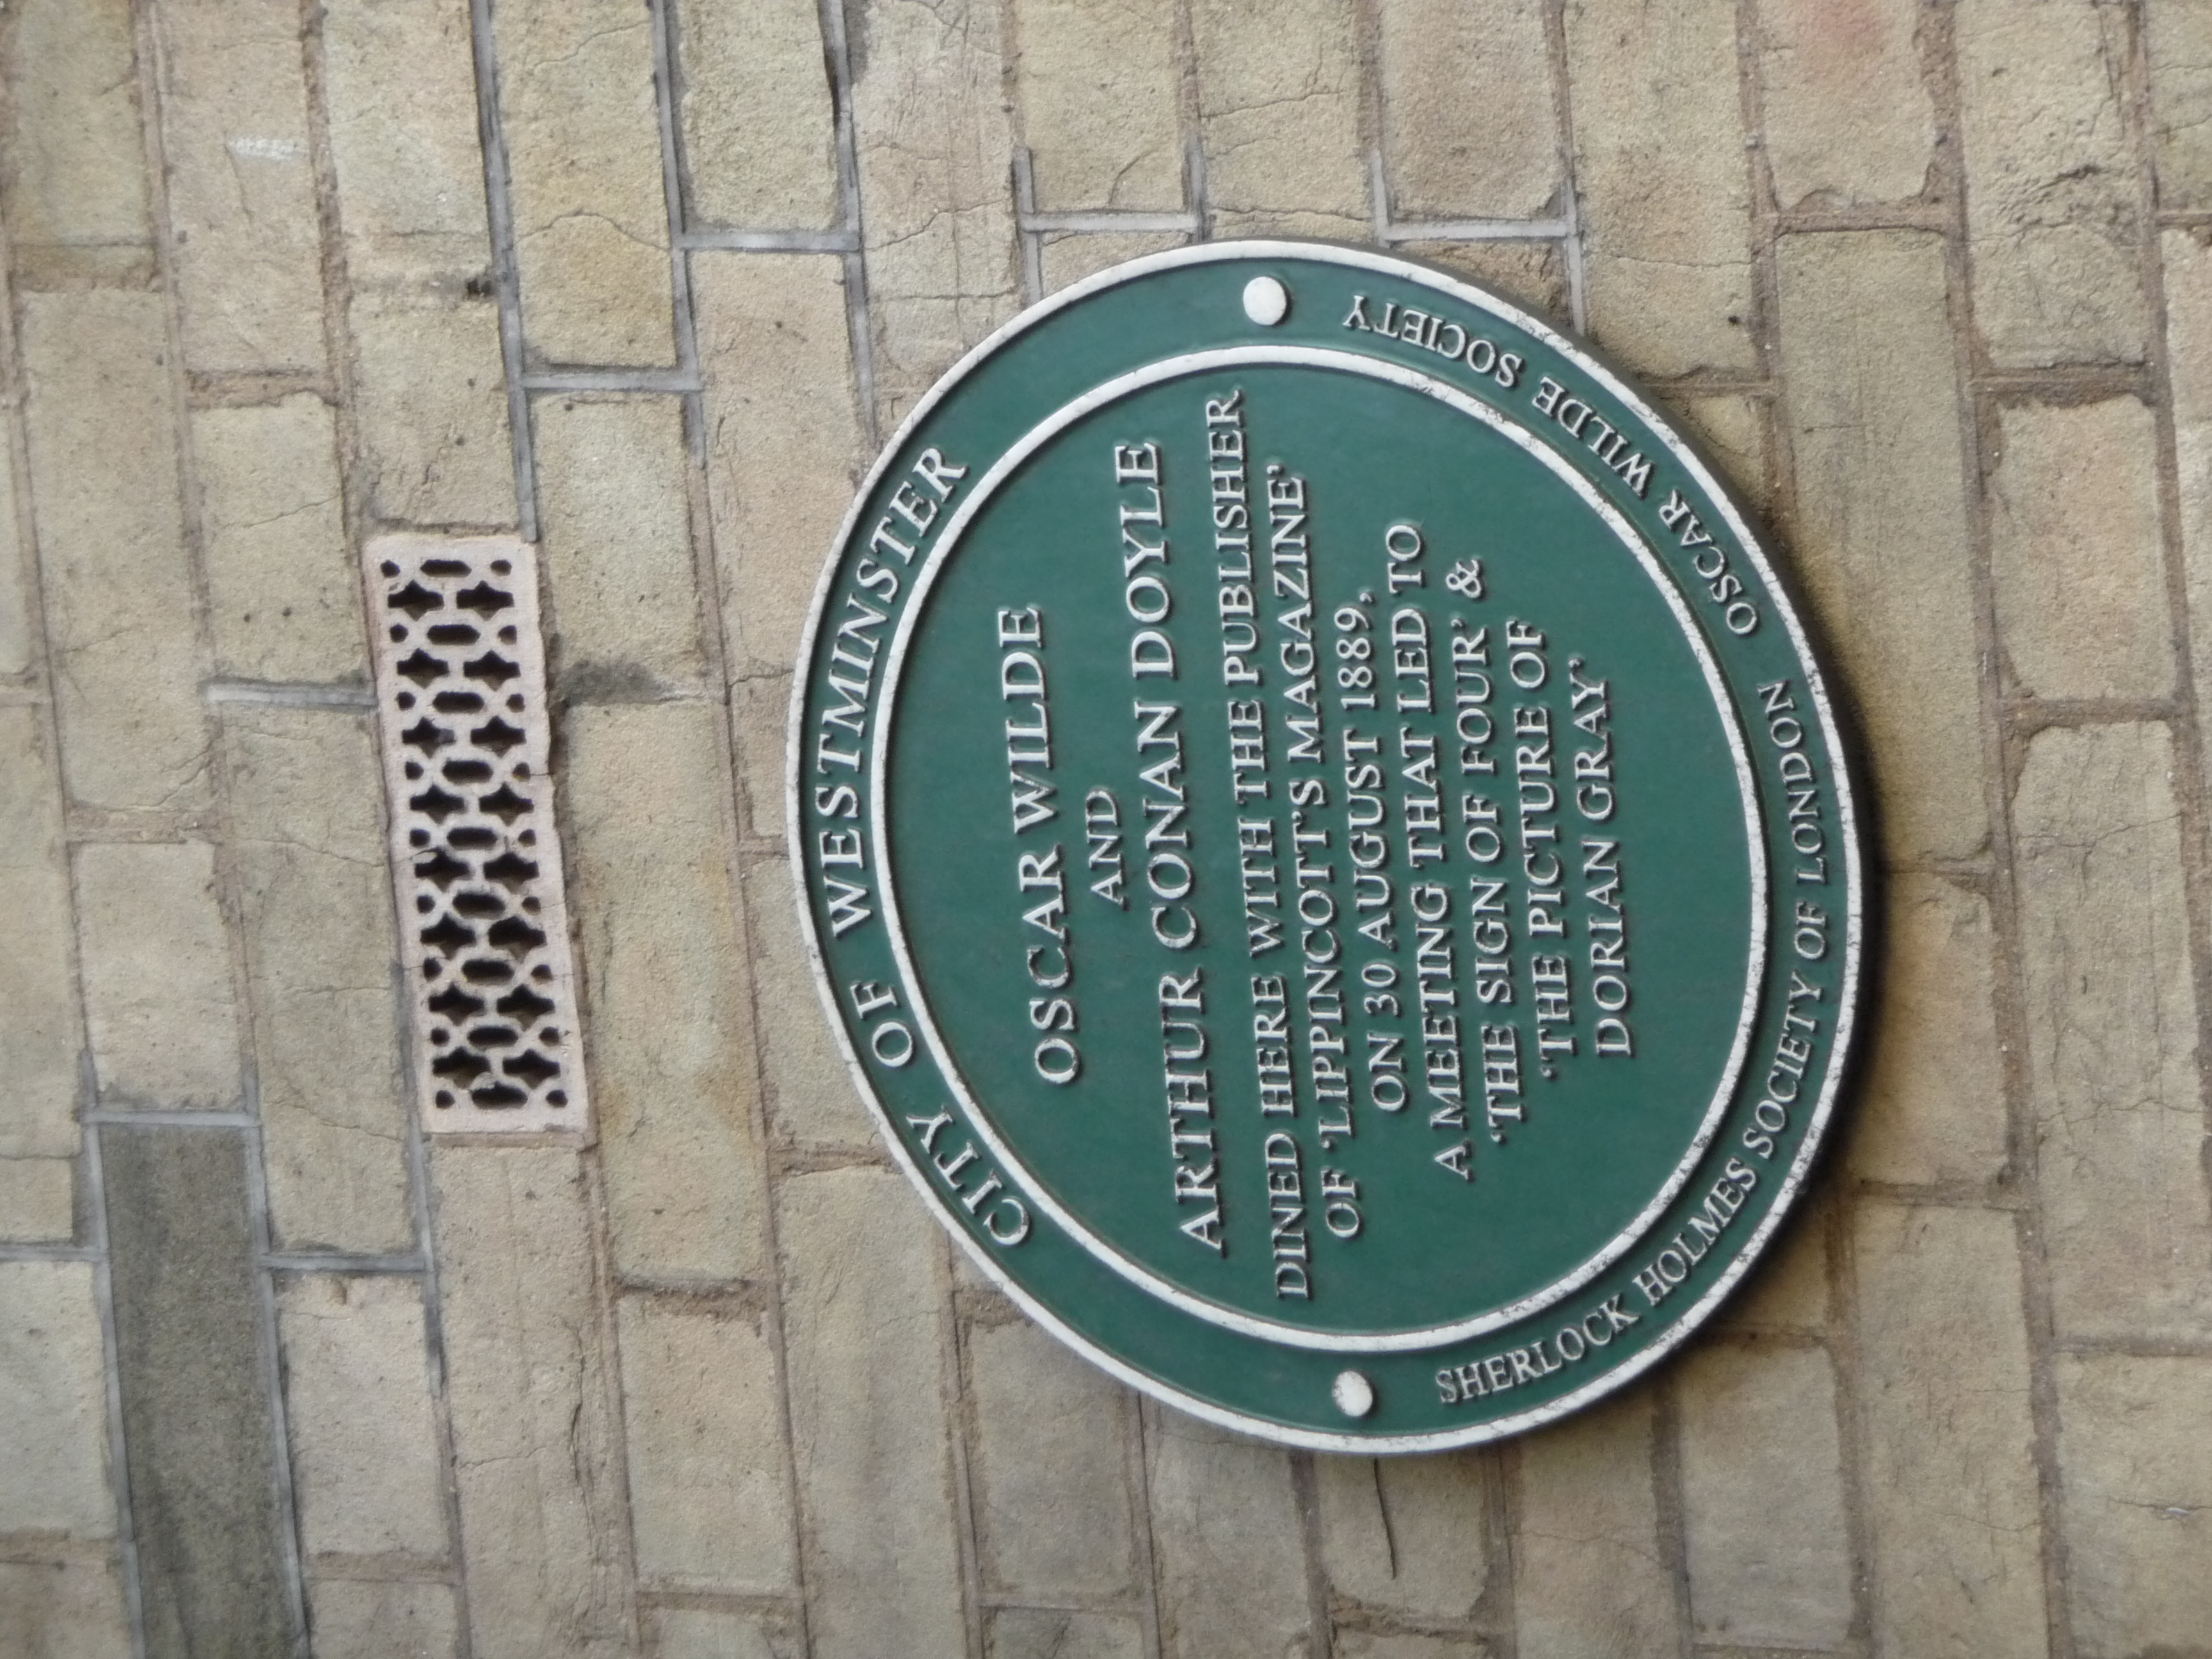 CITY OF WESTMINSTER
OSCAR WILDE
AND
ARTHUR CONAN DOYLE
DINED HERE WITH THE PUBLISHER
OF ‘LIPPINCOTT’S MAGAZINE’
ON 30 AUGUST 1889,
A MEETING THAT LED TO
‘THE SIGN OF FOUR’ &
‘THE PICTURE OF
DORIAN GRAY’
SHERLOCK HOLMES SOCIETY OF LONDON
OSCAR WILDE SOCIETY